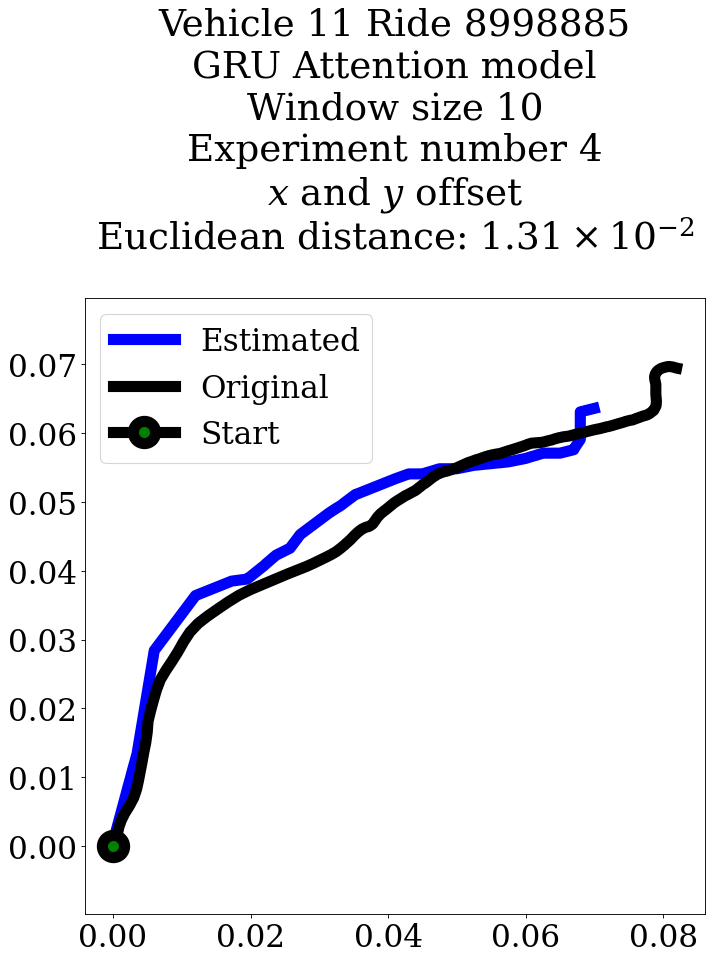 Vehicle 11 Ride 8998885
GRU Attention model
Window size 10
Experiment number 4
x and y offset
Euclidean distance: 1.31 × 10⁻²
Estimated
Original
Start
0.07
0.06
0.05
0.04
0.03
0.02
0.01
0.00
0.00 0.02 0.04 0.06 0.08